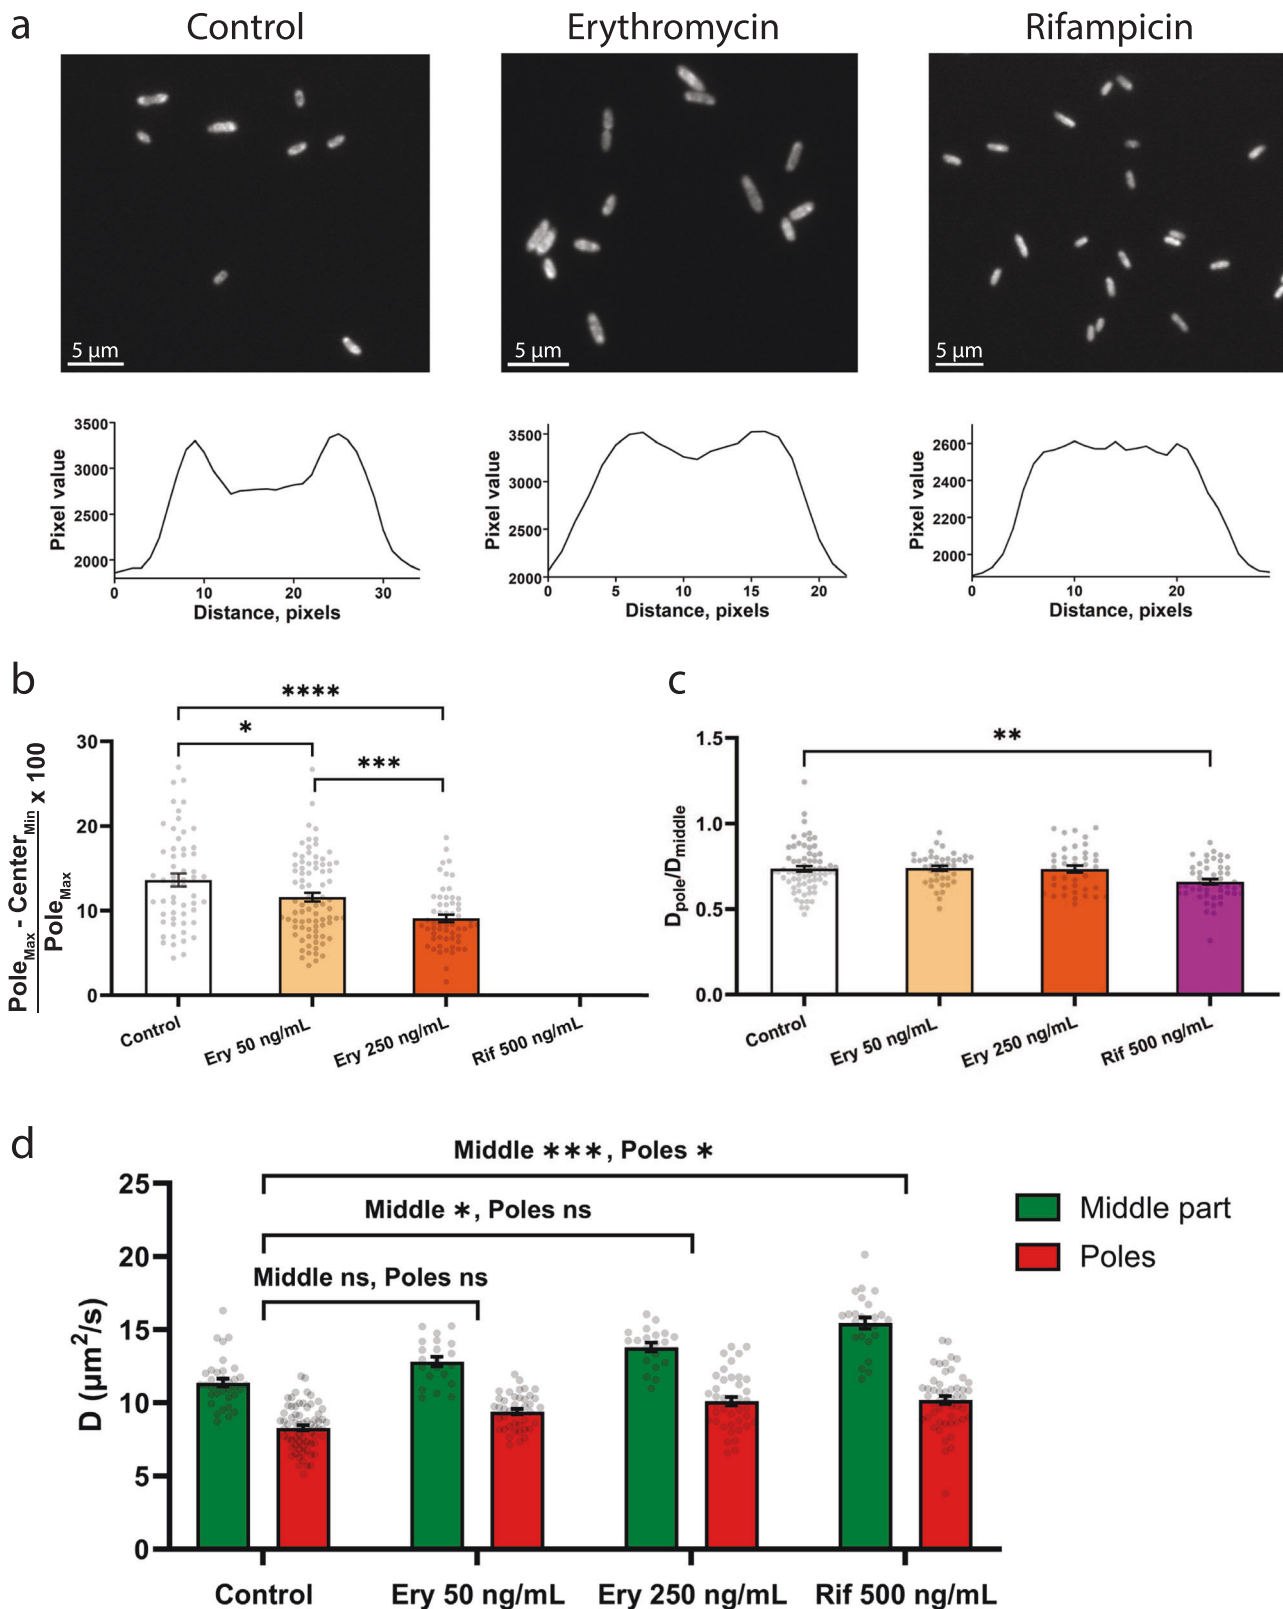 a
Control
Erythromycin
Rifampicin
5 µm
5 µm
5 µm
Pixel value
3500
3000
2500
2000
0
10
20
30
Distance, pixels
Pixel value
3500
3000
2500
2000
0
5
10
15
20
Distance, pixels
Pixel value
2600
2400
2200
2000
0
10
20
Distance, pixels
b
Pole_Max - Center_Min
Pole_Max
x 100
30
20
10
0
****
*
***
Control
Ery 50 ng/mL
Ery 250 ng/mL
Rif 500 ng/mL
c
D_pole/D_middle
1.5
1.0
0.5
0.0
**
Control
Ery 50 ng/mL
Ery 250 ng/mL
Rif 500 ng/mL
d
D (µm²/s)
25
20
15
10
5
0
Middle ***, Poles *
Middle *, Poles ns
Middle ns, Poles ns
Middle part
Poles
Control
Ery 50 ng/mL
Ery 250 ng/mL
Rif 500 ng/mL